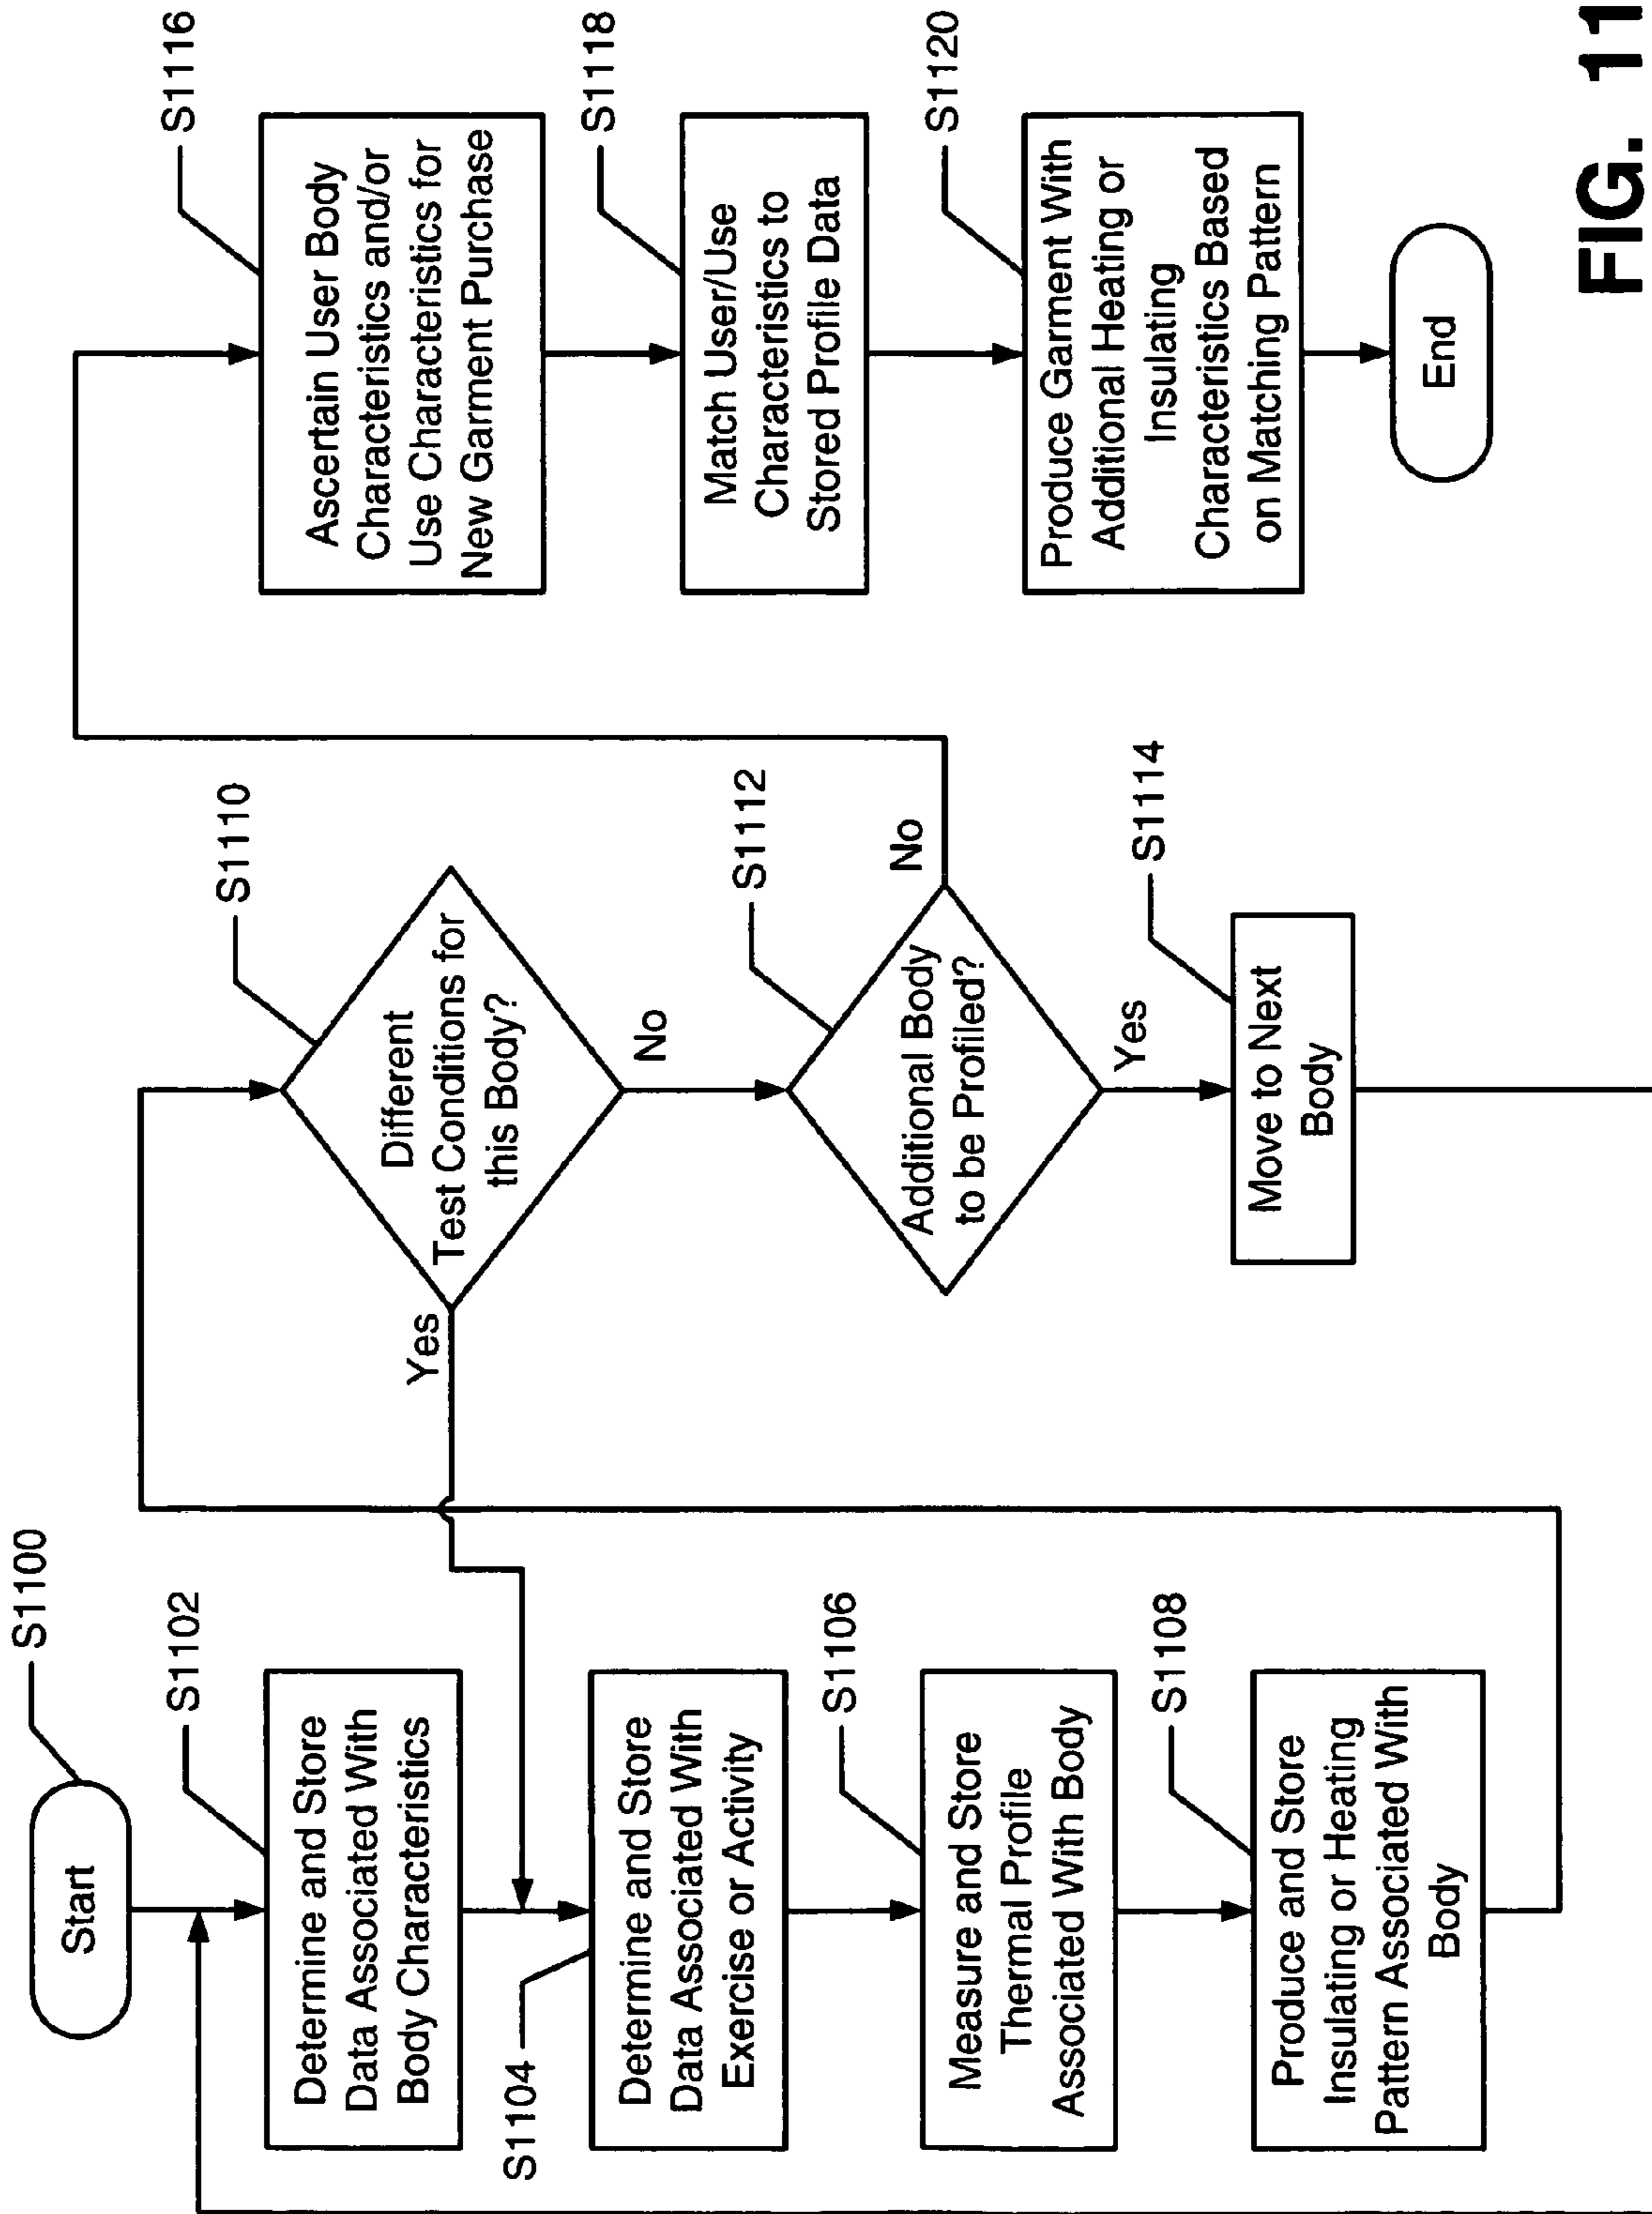 S1100
Start
S1102
Determine and Store
Data Associated With
Body Characteristics
S1104
Determine and Store
Data Associated With
Exercise or Activity
S1106
Measure and Store
Thermal Profile
Associated With Body
S1108
Produce and Store
Insulating or Heating
Pattern Associated With
Body
S1110
Different
Test Conditions for
this Body?
Yes
No
S1112
Additional Body
to be Profiled?
No
Yes
S1114
Move to Next
Body
S1116
Ascertain User Body
Characteristics and/or
Use Characteristics for
New Garment Purchase
S1118
Match User/Use
Characteristics to
Stored Profile Data
S1120
Produce Garment With
Additional Heating or
Insulating
Characteristics Based
on Matching Pattern
End
FIG. 11